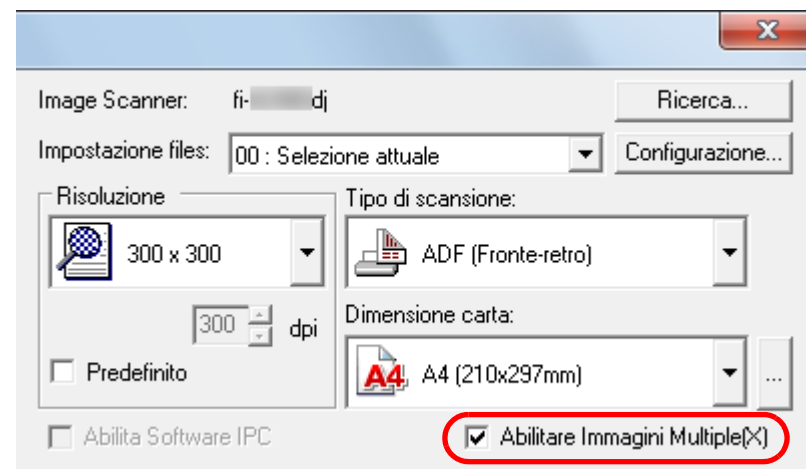 x
Image Scanner: fi- dj Ricerca...
Impostazione files: 00 : Selezione attuale Configurazione...
Risoluzione Tipo di scansione:
300 x 300 ADF (Fronte-retro)
300 dpi Dimensione carta:
Predefinito A4 A4 (210x297mm) ...
Abilita Software IPC Abilitare Immagini Multiple(X)